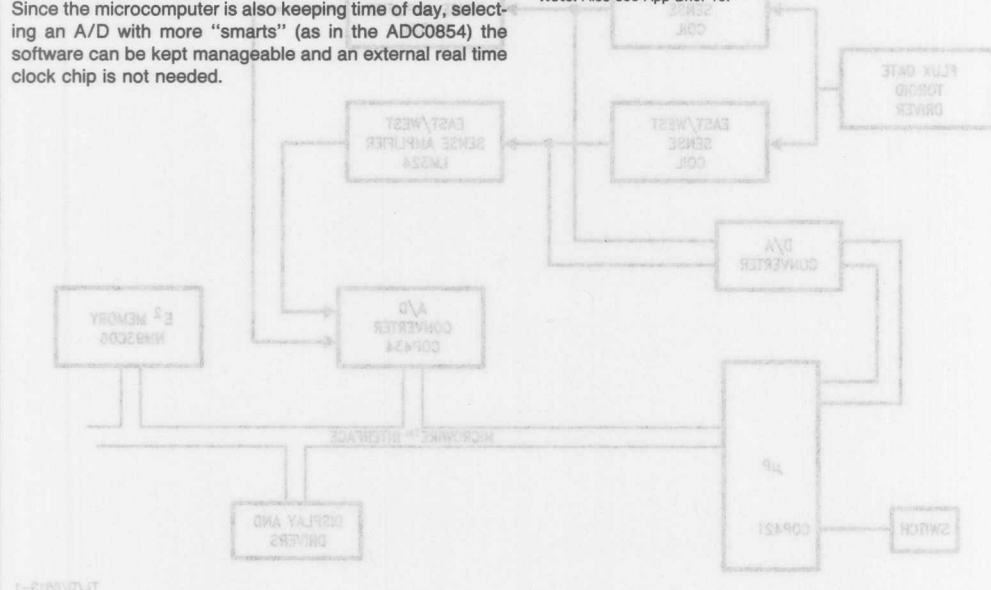 Since the microcomputer is also keeping time of day, select-
ing an A/D with more “smarts” (as in the ADC0854) the
software can be kept manageable and an external real time
clock chip is not needed.
SENSE
COIL
FLUX GATE
TOROID
DRIVER
EAST/WEST
SENSE AMPLIFIER
LM324
EAST/WEST
SENSE
COIL
D/A
CONVERTER
E² MEMORY
NM93C06
A/D
CONVERTER
COP434
MICROWIRE™ INTERFACE
µP
COP421
SWITCH
DISPLAY AND
DRIVERS